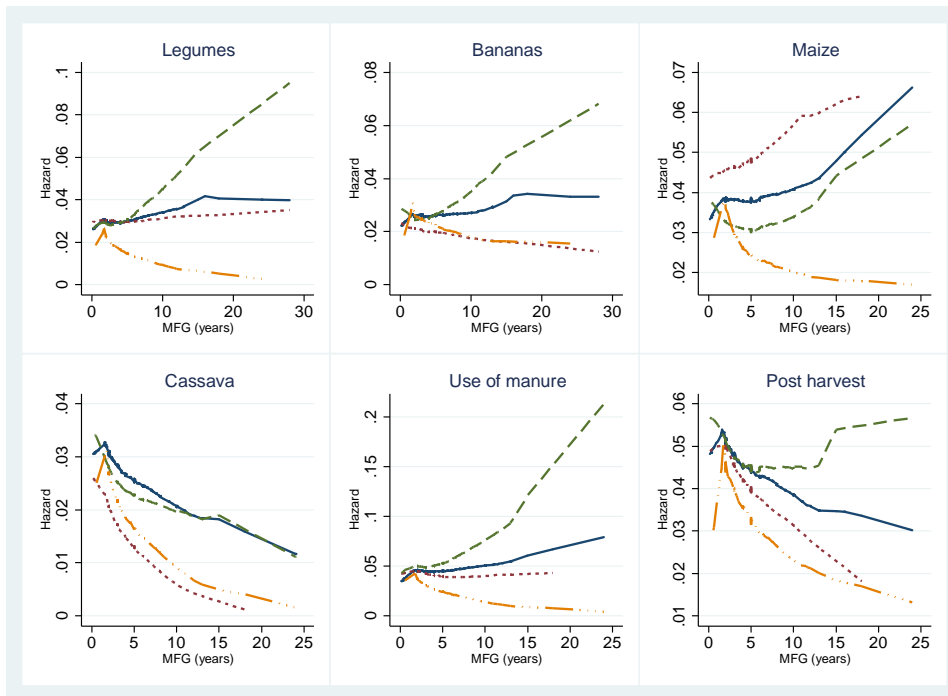 Legumes
Hazard
0 .02 .04 .06 .08 .1
0 10 20 30
MFG (years)
Bananas
Hazard
0 .02 .04 .06 .08
0 10 20 30
MFG (years)
Maize
Hazard
.02 .03 .04 .05 .06 .07
0 5 10 15 20 25
MFG (years)
Cassava
Hazard
0 .01 .02 .03 .04
0 5 10 15 20 25
MFG (years)
Use of manure
Hazard
0 .05 .1 .15 .2
0 5 10 15 20 25
MFG (years)
Post harvest
Hazard
.01 .02 .03 .04 .05 .06
0 5 10 15 20 25
MFG (years)